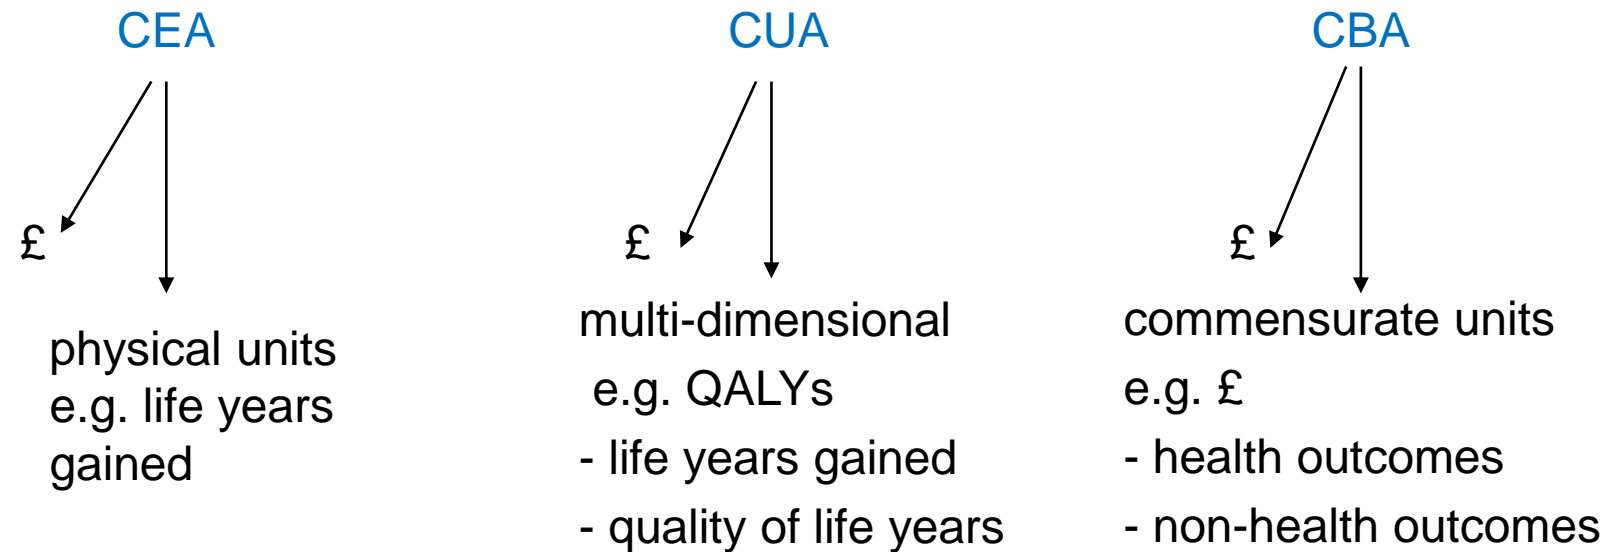 CEA
£
physical units
e.g. life years
gained
CUA
£
multi-dimensional
e.g. QALYs
- life years gained
- quality of life years
CBA
£
commensurate units
e.g. £
- health outcomes
- non-health outcomes